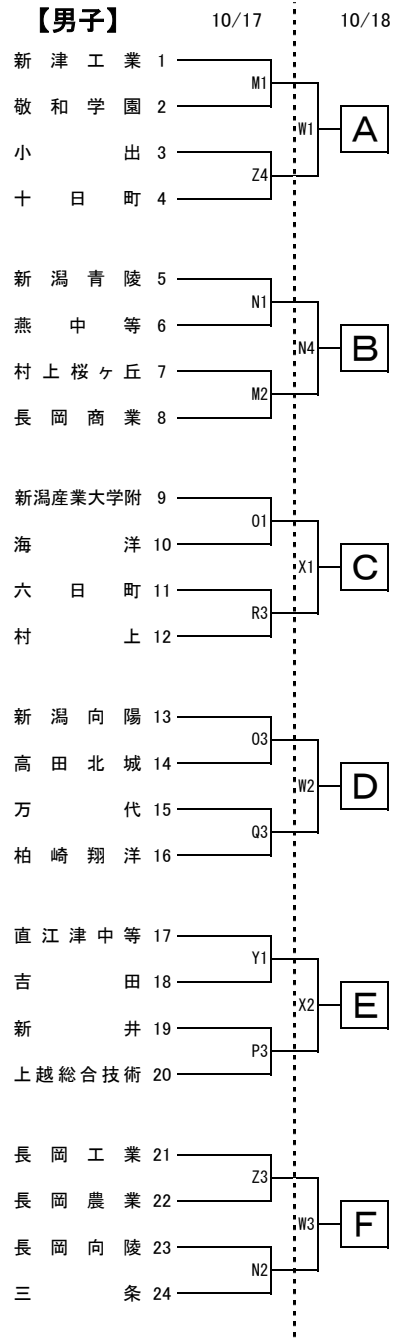 【男子】 10/17 10/18
新津工業 1
M1
敬和学園 2
W1 A
小出 3
Z4
十日町 4
新潟青陵 5
N1
燕中等 6
N4 B
村上桜ヶ丘 7
M2
長岡商業 8
新潟産業大学附 9
O1
海洋 10
X1 C
六日町 11
R3
村上 12
新潟向陽 13
O3
高田北城 14
W2 D
万代 15
Q3
柏崎翔洋 16
直江津中等 17
Y1
吉田 18
X2 E
新井 19
P3
上越総合技術 20
長岡工業 21
Z3
長岡農業 22
W3 F
長岡向陵 23
N2
三条 24